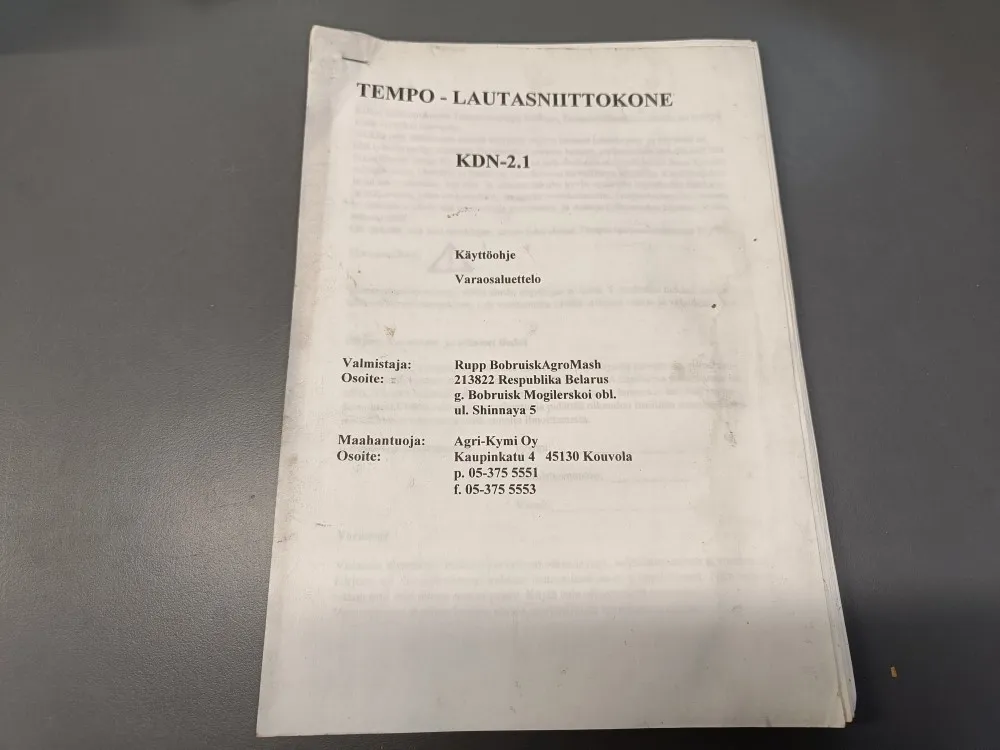 TEMPO - LAUTASNIITTOKONE
KDN-2.1
Käyttöohje
Varaosaluettelo
Valmistaja: Rupp BobruiskAgroMash
Osoite: 213822 Respublika Belarus
g. Bobruisk Mogilerskoi obl.
ul. Shinnaya 5
Maahantuoja: Agri-Kymi Oy
Osoite: Kaupinkatu 4 45130 Kouvola
p. 05-375 5551
f. 05-375 5553